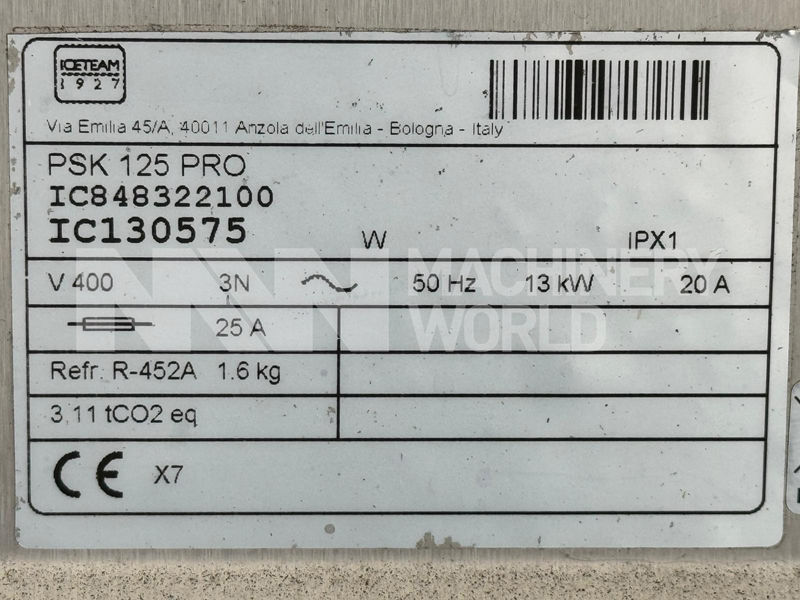 ICETEAM
1927
Via Emilia 45/A, 40011 Anzola dell'Emilia - Bologna - Italy
PSK 125 PRO
IC848322100
IC130575 W IPX1
V 400 3N 50 Hz 13 kW 20 A
25 A
Refr. R-452A 1.6 kg
3,11 tCO2 eq
CE X7
MACHINERY
WORLD